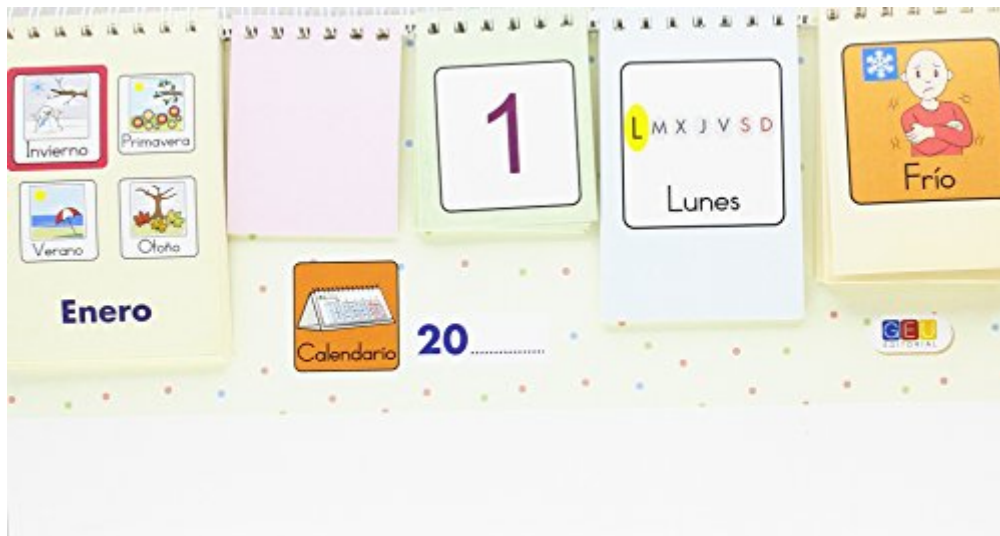 Invierno
Primavera
Verano
Otoño
Enero
1
L M X J V S D
Lunes
Frío
Calendario
20
GEU
EDITORIAL